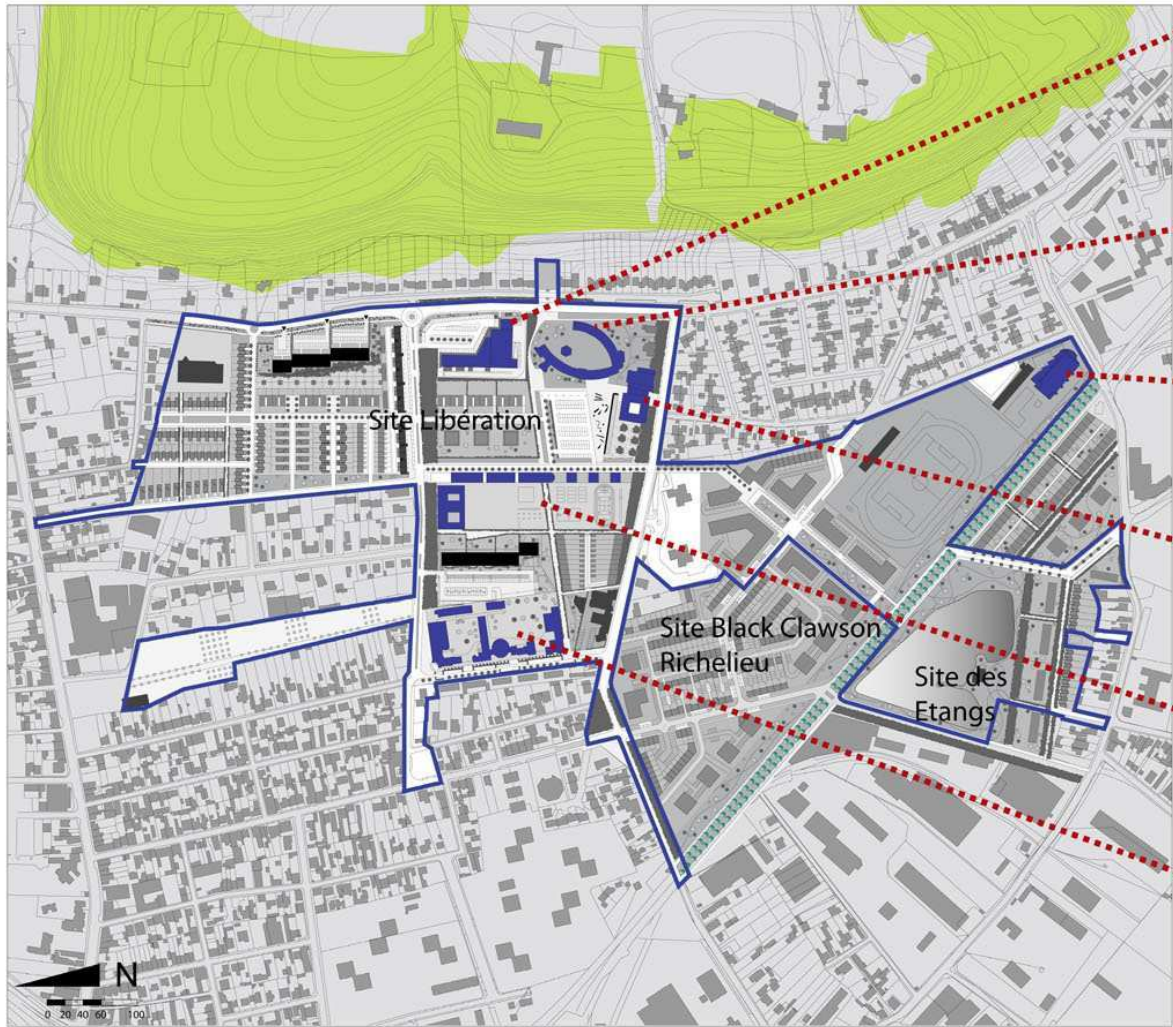 Site Libération
Site Black Clawson
Richelieu
Site des
Etangs
N
0 20 40 60 100